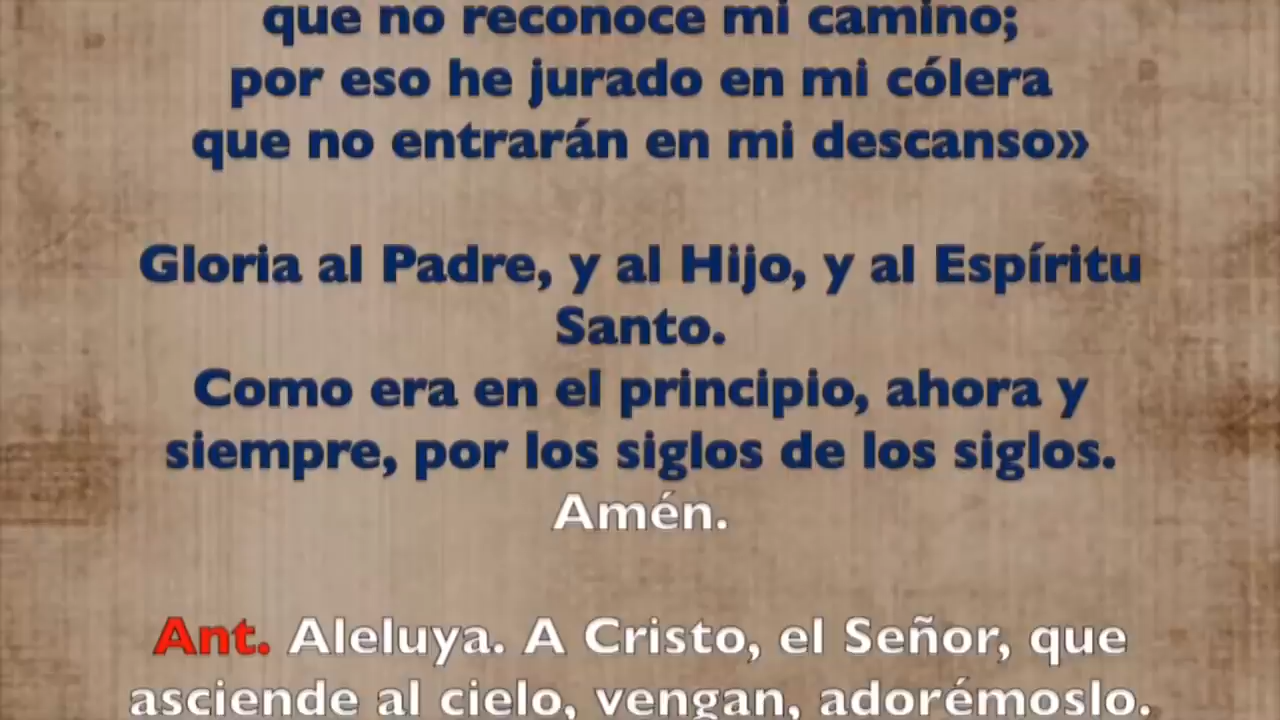 que no reconoce mi camino;
por eso he jurado en mi cólera
que no entrarán en mi descanso»
Gloria al Padre, y al Hijo, y al Espíritu
Santo.
Como era en el principio, ahora y
siempre, por los siglos de los siglos.
Amén.
Ant. Aleluya. A Cristo, el Señor, que
asciende al cielo, vengan, adorémoslo.